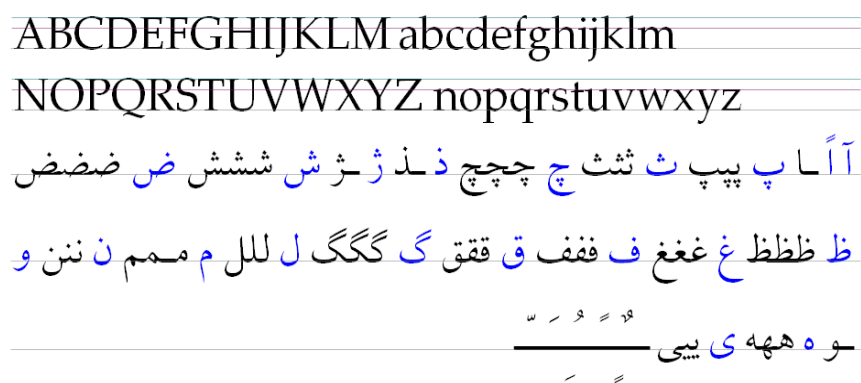 ABCDEFGHIJKLM abcdefghijklm
NOPQRSTUVWXYZ nopqrstuvwxyz
آ اً ـا پ پپپ ث ثثث چ چچچ ذ ـذ ژ ـژ ش ششش ض ضضض
ظ ظظظ غ غغغ ف ففف ق ققق گ گگگ ل للل م ممم ن ننن و
ـو ه ههه ی ییی ـٌـًـُـَـّـِـٍ